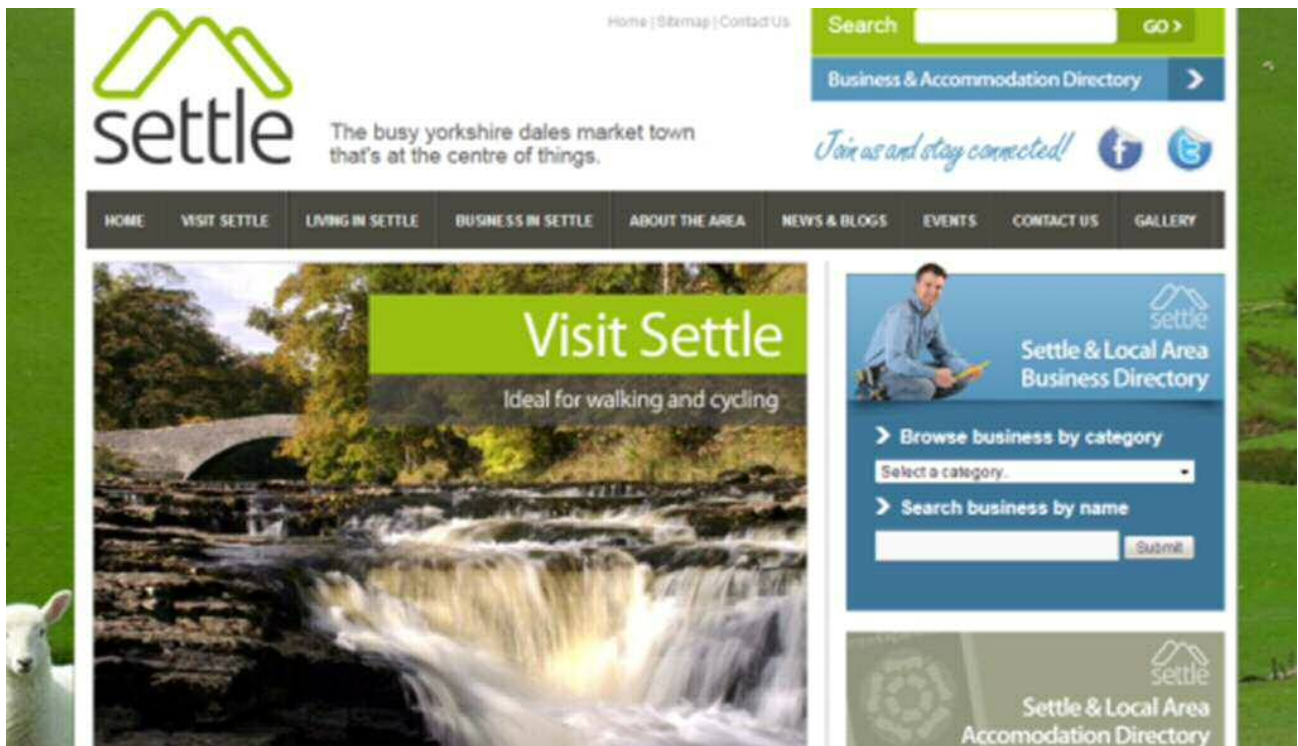 Home | Sitemap | Contact Us
Search
GO >
Business & Accommodation Directory
settle
The busy yorkshire dales market town
that's at the centre of things.
Join us and stay connected!
HOME
VISIT SETTLE
LIVING IN SETTLE
BUSINESS IN SETTLE
ABOUT THE AREA
NEWS & BLOGS
EVENTS
CONTACT US
GALLERY
Visit Settle
Ideal for walking and cycling
settle
Settle & Local Area
Business Directory
Browse business by category
Select a category..
Search business by name
Submit
settle
Settle & Local Area
Accomodation Directory